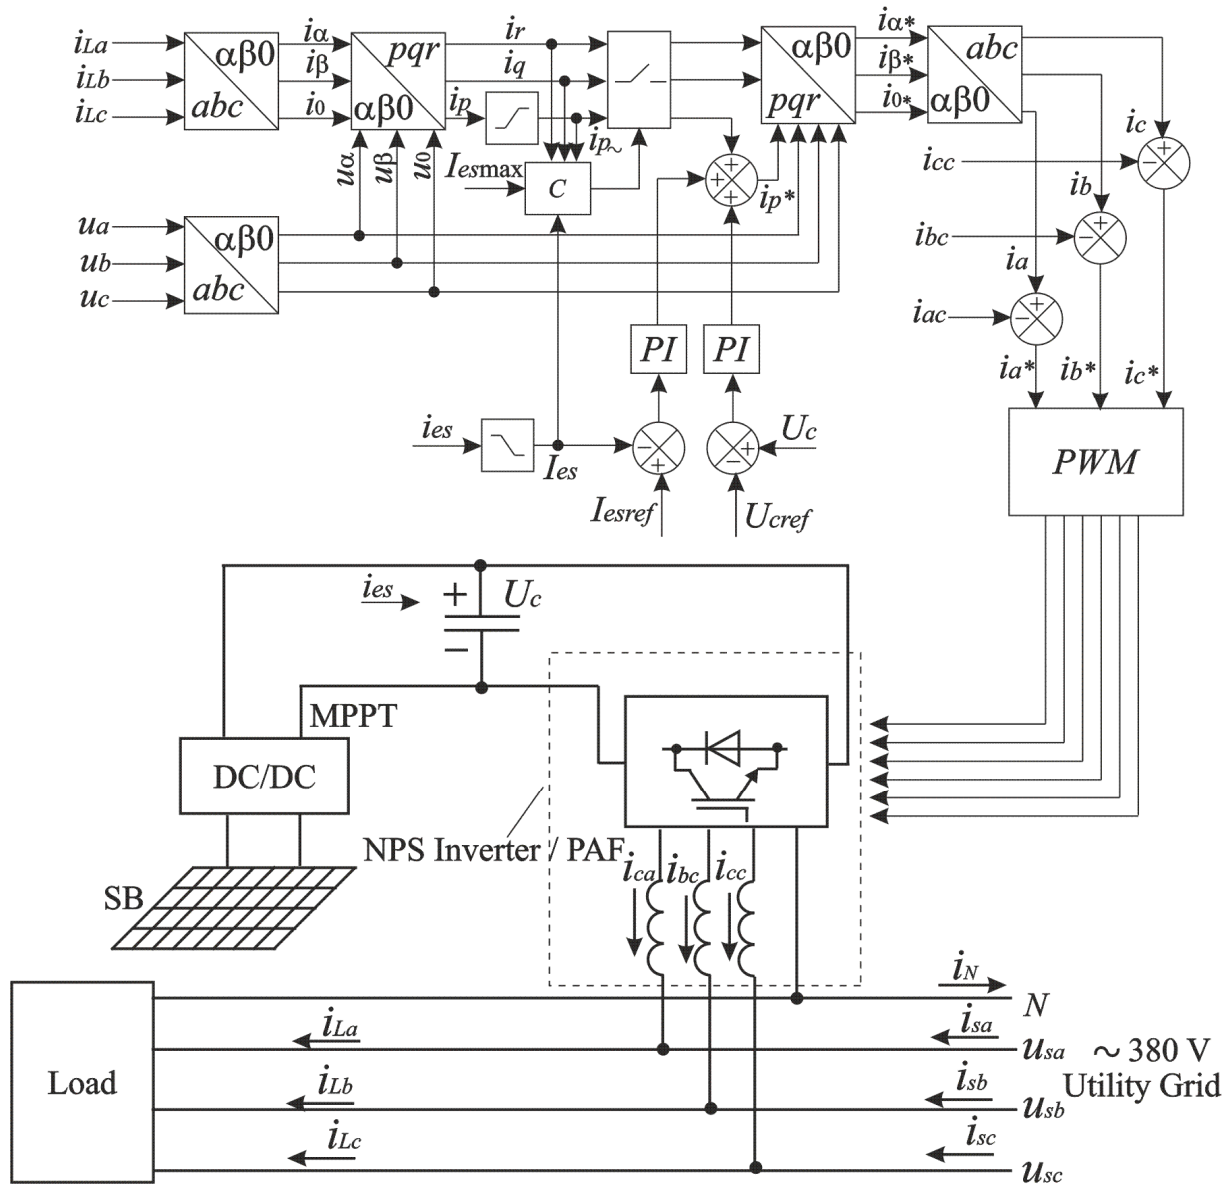 iLa
iLb
iLc
αβ0
abc
iα
iβ
i0
pqr
αβ0
ir
iq
ip
ip~
αβ0
pqr
iα*
iβ*
i0*
abc
αβ0
ic
icc
ib
ibc
ia
iac
uα
uβ
u0
Iesmax
C
ip*
ua
ub
uc
αβ0
abc
+
+
+
+
−
+
−
+
−
PI
PI
ia*
ib*
ic*
ies
Ies
−
+
+
−
Uc
Iesref
Ucref
PWM
ies
+
−
Uc
MPPT
DC/DC
NPS Inverter / PAF
SB
ica
ibc
icc
iN
N
iLa
isa
usa
~ 380 V
Utility Grid
Load
iLb
isb
usb
iLc
isc
usc